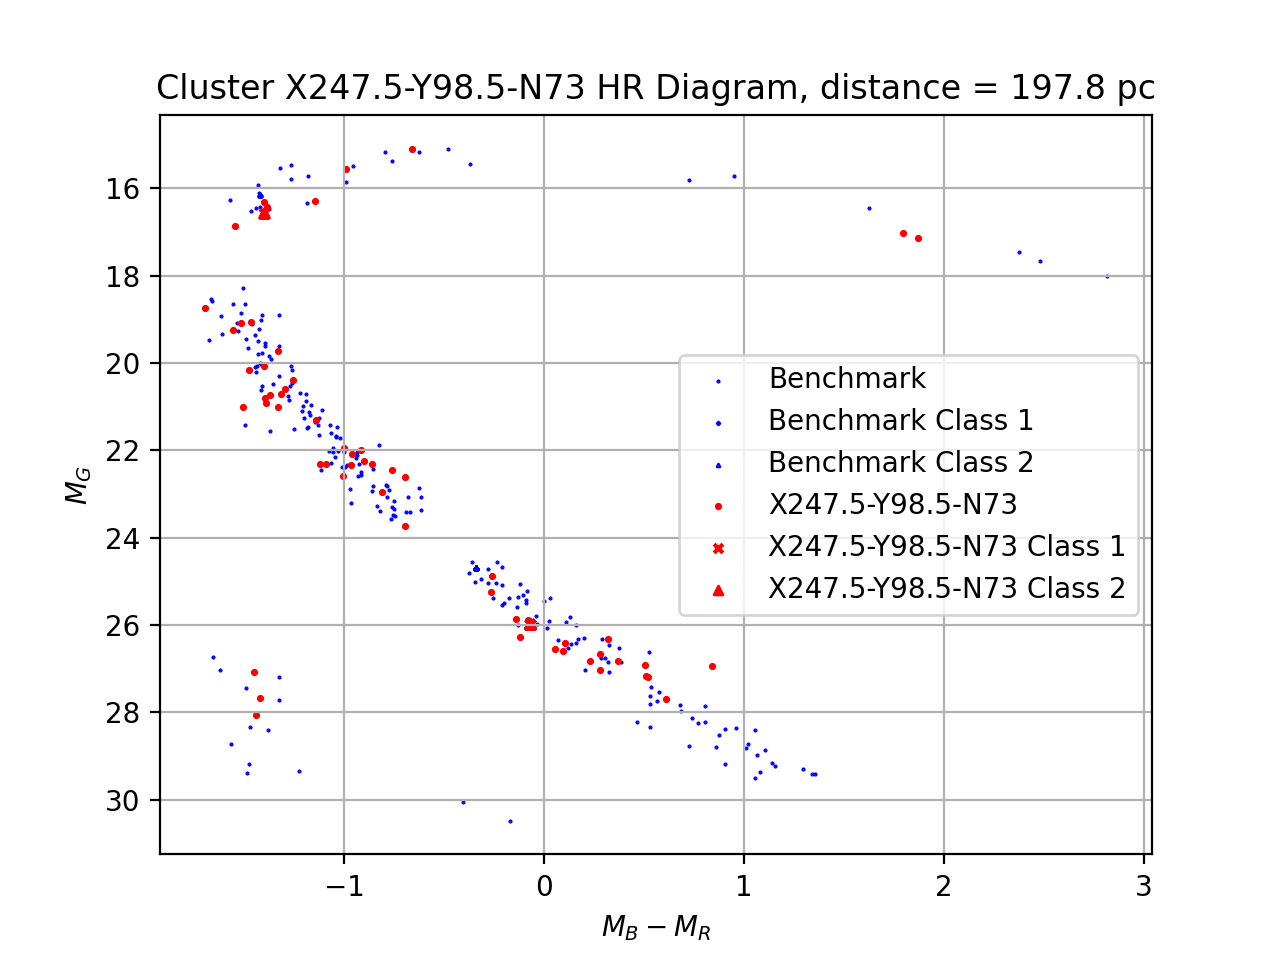 Cluster X247.5-Y98.5-N73 HR Diagram, distance = 197.8 pc
16
18
20
22
24
26
28
30
M_G
Benchmark
Benchmark Class 1
Benchmark Class 2
X247.5-Y98.5-N73
X247.5-Y98.5-N73 Class 1
X247.5-Y98.5-N73 Class 2
−1 0 1 2 3
M_B − M_R